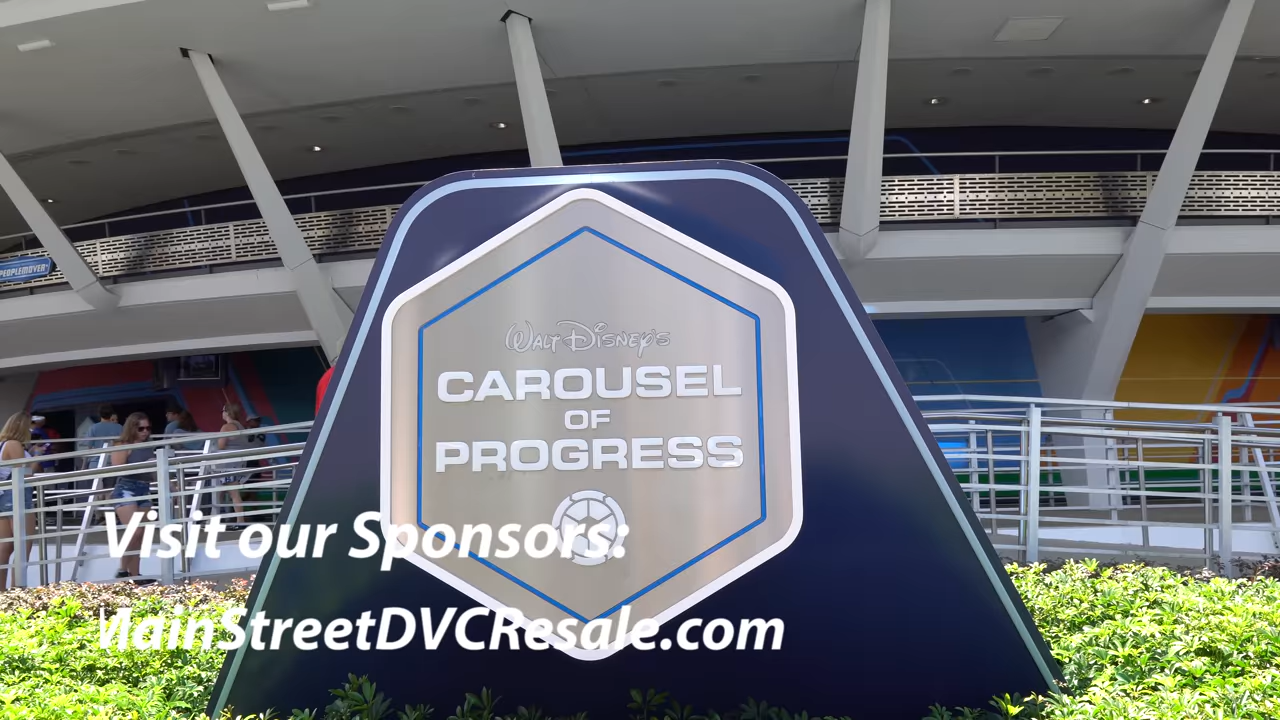 PEOPLEMOVER
WALT DISNEY'S
CAROUSEL
OF
PROGRESS
Visit our Sponsors:
MainStreetDVCResale.com